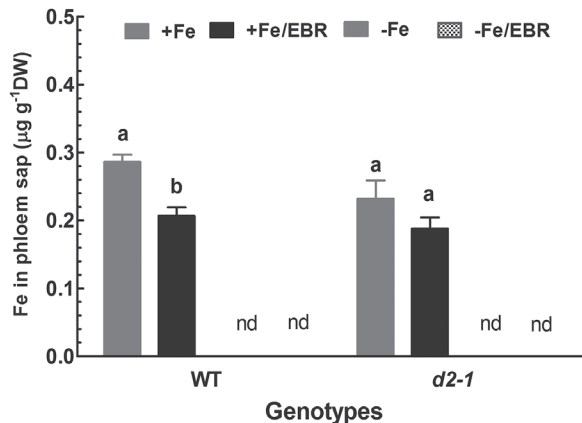 +Fe +Fe/EBR -Fe -Fe/EBR
Fe in phloem sap (µg g⁻¹DW)
0.5
0.4
0.3
0.2
0.1
0.0
a
b
nd
nd
a
a
nd
nd
WT
d2-1
Genotypes